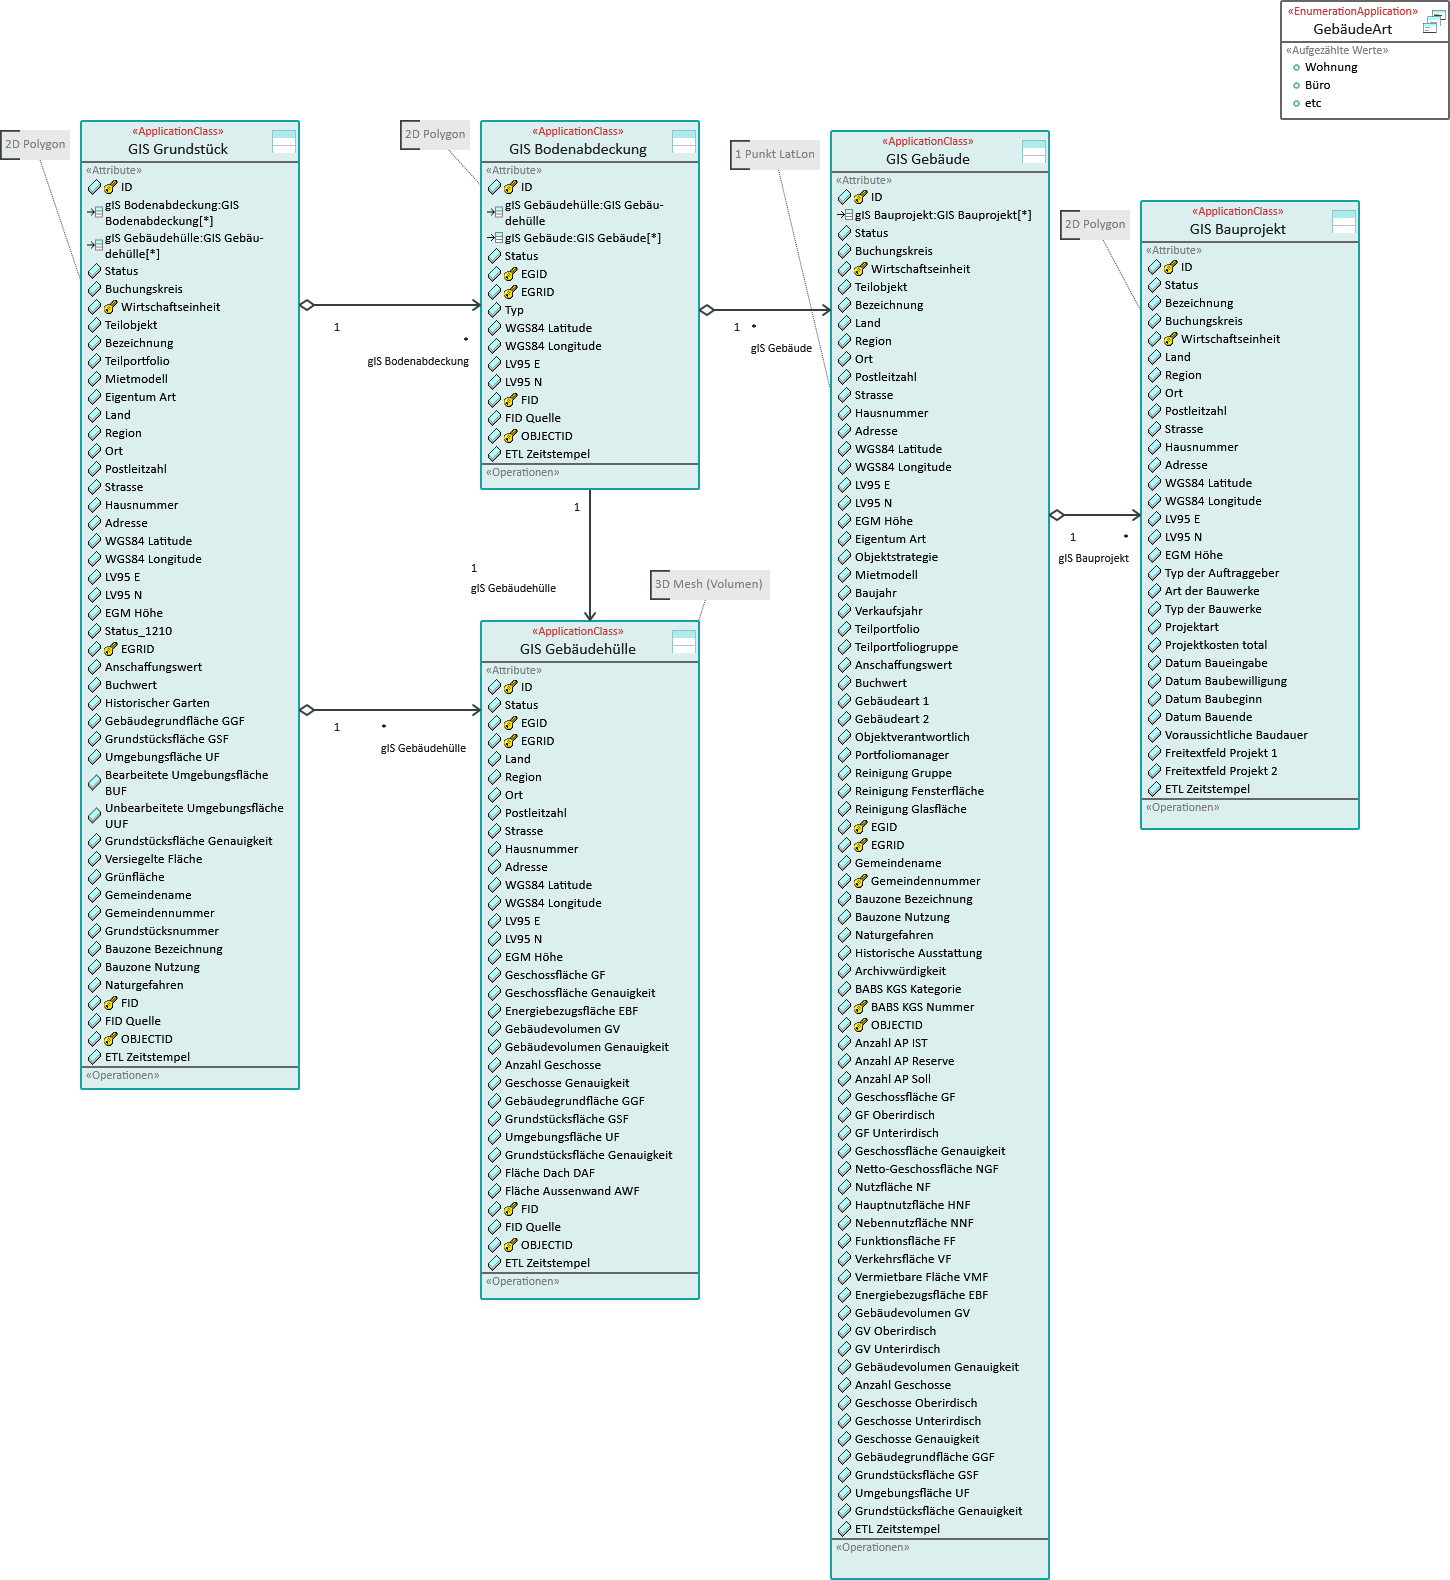 «EnumerationApplication»
GebäudeArt
«Aufgezählte Werte»
Wohnung
Büro
etc
2D Polygon
«ApplicationClass»
GIS Grundstück
«Attribute»
ID
gIS Bodenabdeckung:GIS
Bodenabdeckung[*]
gIS Gebäudehülle:GIS Gebäu-
dehülle[*]
Status
Buchungskreis
Wirtschaftseinheit
Teilobjekt
Bezeichnung
Teilportfolio
Mietmodell
Eigentum Art
Land
Region
Ort
Postleitzahl
Strasse
Hausnummer
Adresse
WGS84 Latitude
WGS84 Longitude
LV95 E
LV95 N
EGM Höhe
Status_1210
EGRID
Anschaffungswert
Buchwert
Historischer Garten
Gebäudegrundfläche GGF
Grundstücksfläche GSF
Umgebungsfläche UF
Bearbeitete Umgebungsfläche
BUF
Unbearbeitete Umgebungsfläche
UUF
Grundstücksfläche Genauigkeit
Versiegelte Fläche
Grünfläche
Gemeindename
Gemeindennummer
Grundstücksnummer
Bauzone Bezeichnung
Bauzone Nutzung
Naturgefahren
FID
FID Quelle
OBJECTID
ETL Zeitstempel
«Operationen»
1
*
gIS Bodenabdeckung
1
*
gIS Gebäudehülle
2D Polygon
«ApplicationClass»
GIS Bodenabdeckung
«Attribute»
ID
gIS Gebäudehülle:GIS Gebäu-
dehülle
gIS Gebäude:GIS Gebäude[*]
Status
EGID
EGRID
Typ
WGS84 Latitude
WGS84 Longitude
LV95 E
LV95 N
FID
FID Quelle
OBJECTID
ETL Zeitstempel
«Operationen»
1
1
gIS Gebäudehülle
1
*
gIS Gebäude
3D Mesh (Volumen)
«ApplicationClass»
GIS Gebäudehülle
«Attribute»
ID
Status
EGID
EGRID
Land
Region
Ort
Postleitzahl
Strasse
Hausnummer
Adresse
WGS84 Latitude
WGS84 Longitude
LV95 E
LV95 N
EGM Höhe
Geschossfläche GF
Geschossfläche Genauigkeit
Energiebezugsfläche EBF
Gebäudevolumen GV
Gebäudevolumen Genauigkeit
Anzahl Geschosse
Geschosse Genauigkeit
Gebäudegrundfläche GGF
Grundstücksfläche GSF
Umgebungsfläche UF
Grundstücksfläche Genauigkeit
Fläche Dach DAF
Fläche Aussenwand AWF
FID
FID Quelle
OBJECTID
ETL Zeitstempel
«Operationen»
1 Punkt LatLon
«ApplicationClass»
GIS Gebäude
«Attribute»
ID
gIS Bauprojekt:GIS Bauprojekt[*]
Status
Buchungskreis
Wirtschaftseinheit
Teilobjekt
Bezeichnung
Land
Region
Ort
Postleitzahl
Strasse
Hausnummer
Adresse
WGS84 Latitude
WGS84 Longitude
LV95 E
LV95 N
EGM Höhe
Eigentum Art
Objektstrategie
Mietmodell
Baujahr
Verkaufsjahr
Teilportfolio
Teilportfoliogruppe
Anschaffungswert
Buchwert
Gebäudeart 1
Gebäudeart 2
Objektverantwortlich
Portfoliomanager
Reinigung Gruppe
Reinigung Fensterfläche
Reinigung Glasfläche
EGID
EGRID
Gemeindename
Gemeindennummer
Bauzone Bezeichnung
Bauzone Nutzung
Naturgefahren
Historische Ausstattung
Archivwürdigkeit
BABS KGS Kategorie
BABS KGS Nummer
OBJECTID
Anzahl AP IST
Anzahl AP Reserve
Anzahl AP Soll
Geschossfläche GF
GF Oberirdisch
GF Unterirdisch
Geschossfläche Genauigkeit
Netto-Geschossfläche NGF
Nutzfläche NF
Hauptnutzfläche HNF
Nebennutzfläche NNF
Funktionsfläche FF
Verkehrsfläche VF
Vermietbare Fläche VMF
Energiebezugsfläche EBF
Gebäudevolumen GV
GV Oberirdisch
GV Unterirdisch
Gebäudevolumen Genauigkeit
Anzahl Geschosse
Geschosse Oberirdisch
Geschosse Unterirdisch
Geschosse Genauigkeit
Gebäudegrundfläche GGF
Grundstücksfläche GSF
Umgebungsfläche UF
Grundstücksfläche Genauigkeit
ETL Zeitstempel
«Operationen»
1
*
gIS Bauprojekt
2D Polygon
«ApplicationClass»
GIS Bauprojekt
«Attribute»
ID
Status
Bezeichnung
Buchungskreis
Wirtschaftseinheit
Land
Region
Ort
Postleitzahl
Strasse
Hausnummer
Adresse
WGS84 Latitude
WGS84 Longitude
LV95 E
LV95 N
EGM Höhe
Typ der Auftraggeber
Art der Bauwerke
Typ der Bauwerke
Projektart
Projektkosten total
Datum Baueingabe
Datum Baubewilligung
Datum Baubeginn
Datum Bauende
Voraussichtliche Baudauer
Freitextfeld Projekt 1
Freitextfeld Projekt 2
ETL Zeitstempel
«Operationen»